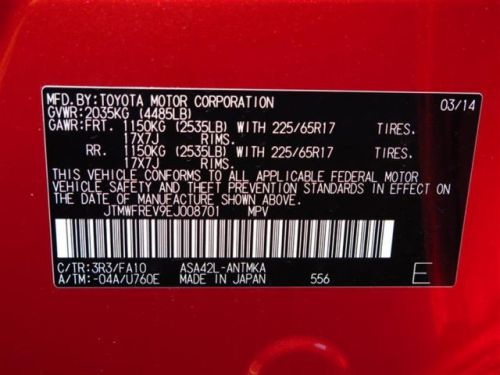 MFD.BY:TOYOTA MOTOR CORPORATION 03/14
GVWR:2035KG (4485LB)
GAWR:FRT. 1150KG (2535LB) WITH 225/65R17 TIRES.
17X7J RIMS.
RR. 1150KG (2535LB) WITH 225/65R17 TIRES.
17X7J RIMS.
THIS VEHICLE CONFORMS TO ALL APPLICABLE FEDERAL MOTOR
VEHICLE SAFETY AND THEFT PREVENTION STANDARDS IN EFFECT ON
THE DATE OF MANUFACTURE SHOWN ABOVE.
JTMWFREV9EJ008701 MPV
C/TR:3R3/FA10 ASA42L-ANTMKA
A/TM:-04A/U760E MADE IN JAPAN 556 E